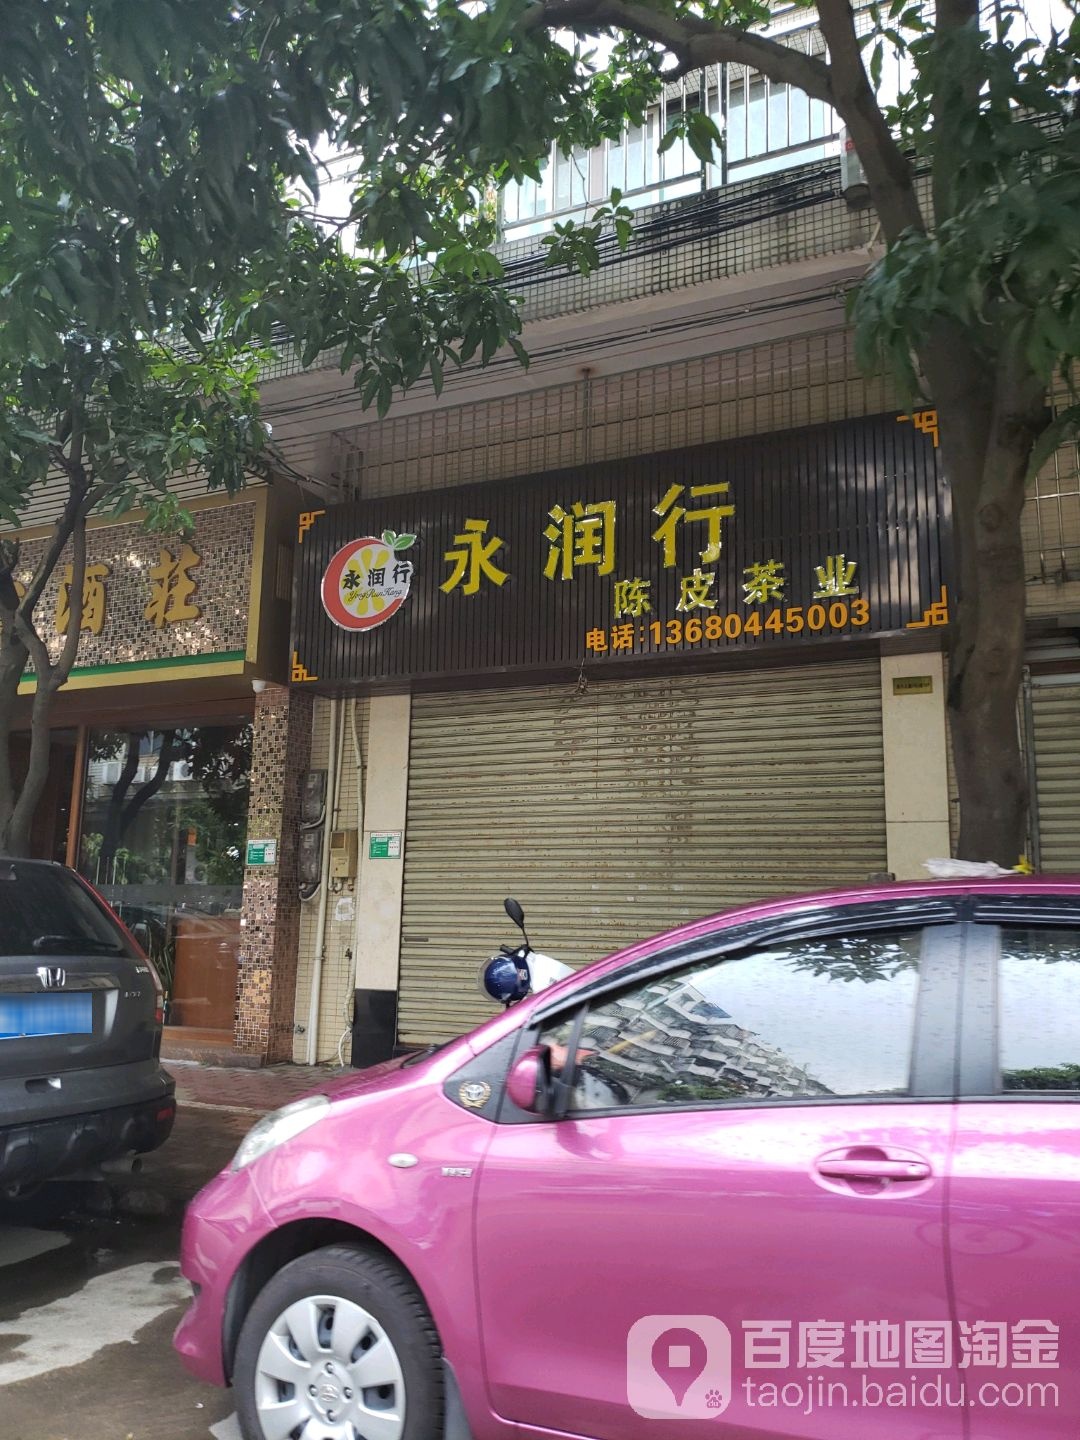 酒莊
永润行
YongRunHang
永润行
陈皮茶业
电话:13680445003
百度地图淘金
taojin.baidu.com